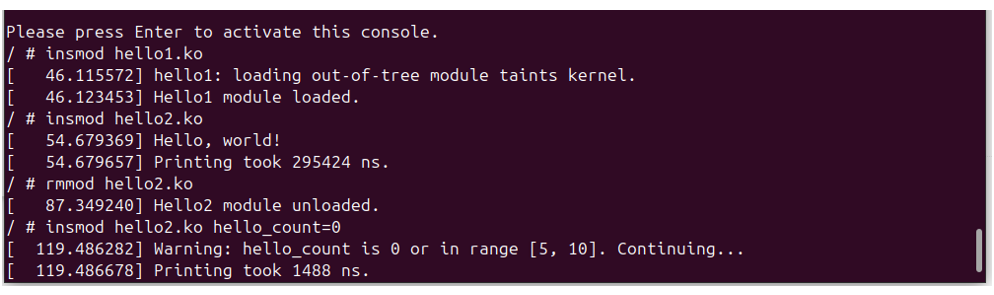 Please press Enter to activate this console.
/ # insmod hello1.ko
[   46.115572] hello1: loading out-of-tree module taints kernel.
[   46.123453] Hello1 module loaded.
/ # insmod hello2.ko
[   54.679369] Hello, world!
[   54.679657] Printing took 295424 ns.
/ # rmmod hello2.ko
[   87.349240] Hello2 module unloaded.
/ # insmod hello2.ko hello_count=0
[  119.486282] Warning: hello_count is 0 or in range [5, 10]. Continuing...
[  119.486678] Printing took 1488 ns.